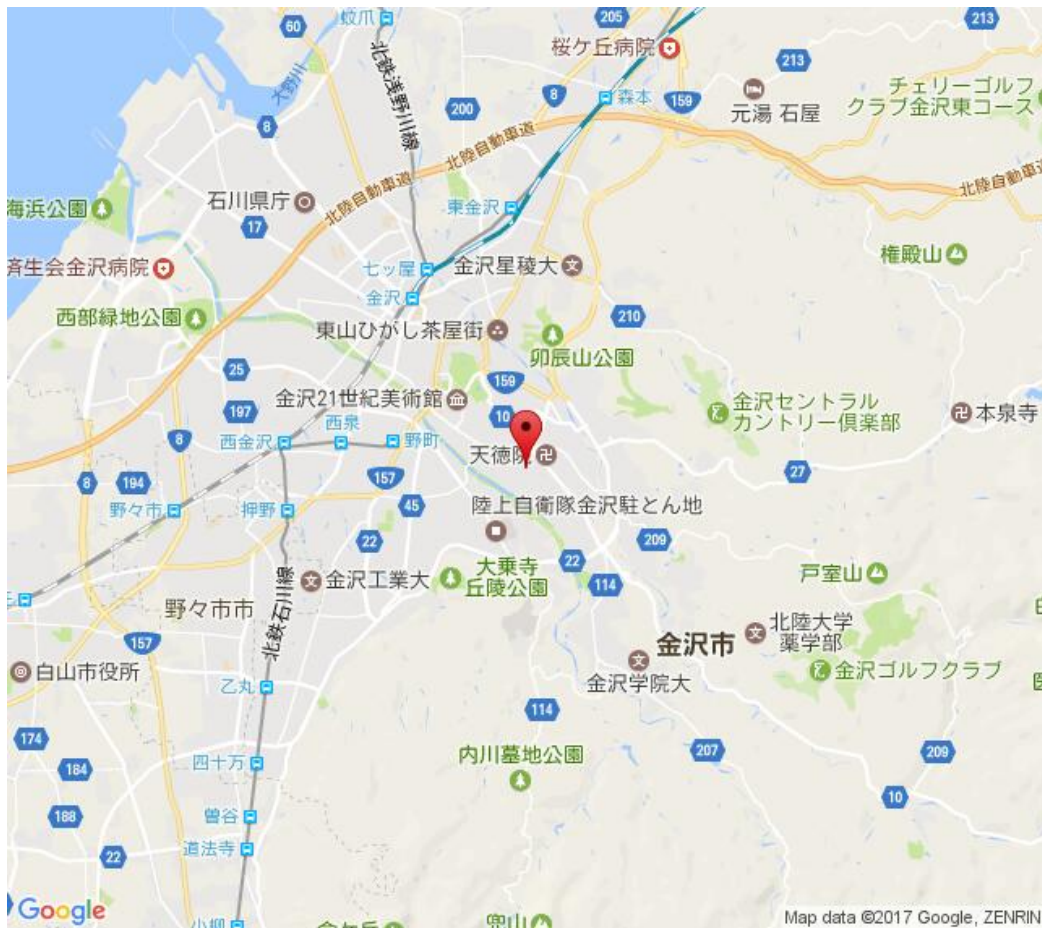 蚊爪
60
205
213
桜ケ丘病院
213
大野川
北鉄浅野川線
8
森本
159
元湯 石屋
チェリーゴルフ
クラブ金沢東コース
200
8
北陸自動車道
北陸自動車道
北陸自動車道
石川県庁
東金沢
海浜公園
17
権殿山
済生会金沢病院
七ッ屋
金沢星稜大
金沢
西部緑地公園
東山ひがし茶屋街
210
卯辰山公園
25
159
金沢21世紀美術館
197
10
金沢セントラル
カントリー倶楽部
本泉寺
8
西金沢
西泉
野町
天徳院
8
194
157
27
野々市
押野
45
陸上自衛隊金沢駐とん地
22
209
大乗寺
丘陵公園
22
戸室山
金沢工業大
114
野々市市
北鉄石川線
157
北陸大学
薬学部
金沢市
白山市役所
金沢学院大
金沢ゴルフクラブ
乙丸
114
174
207
209
四十万
内川墓地公園
184
10
188
曽谷
道法寺
22
Google
小柳
兜山
Map data ©2017 Google, ZENRIN